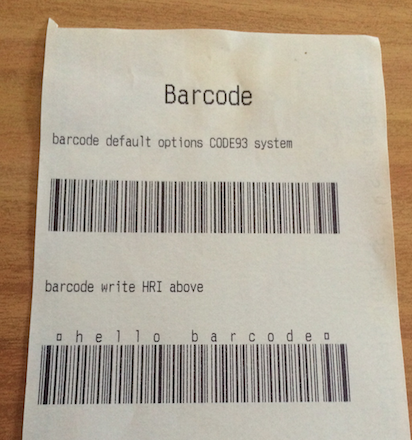 Barcode
barcode default options CODE93 system
barcode write HRI above
¤hello barcode¤